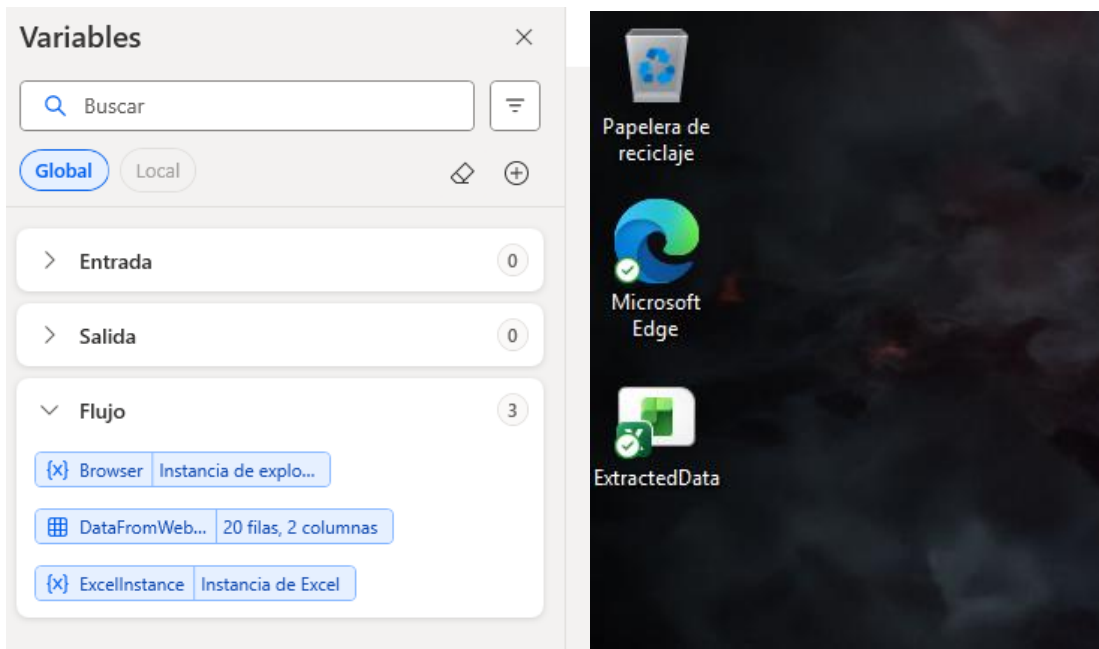 Variables
Buscar
Global
Local
Entrada
0
Salida
0
Flujo
3
{x} Browser
Instancia de explo...
DataFromWeb...
20 filas, 2 columnas
{x} ExcelInstance
Instancia de Excel
Papelera de
reciclaje
Microsoft
Edge
ExtractedData